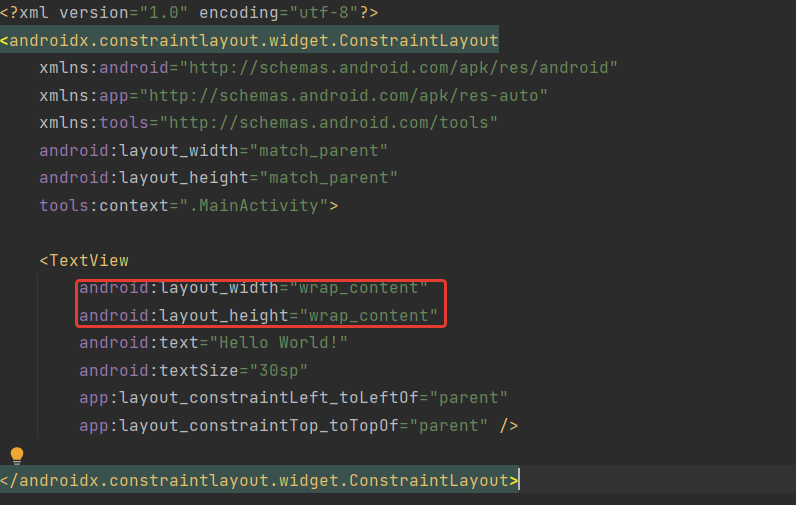 <?xml version="1.0" encoding="utf-8"?>
<androidx.constraintlayout.widget.ConstraintLayout
    xmlns:android="http://schemas.android.com/apk/res/android"
    xmlns:app="http://schemas.android.com/apk/res-auto"
    xmlns:tools="http://schemas.android.com/tools"
    android:layout_width="match_parent"
    android:layout_height="match_parent"
    tools:context=".MainActivity">

    <TextView
        android:layout_width="wrap_content"
        android:layout_height="wrap_content"
        android:text="Hello World!"
        android:textSize="30sp"
        app:layout_constraintLeft_toLeftOf="parent"
        app:layout_constraintTop_toTopOf="parent" />

</androidx.constraintlayout.widget.ConstraintLayout>